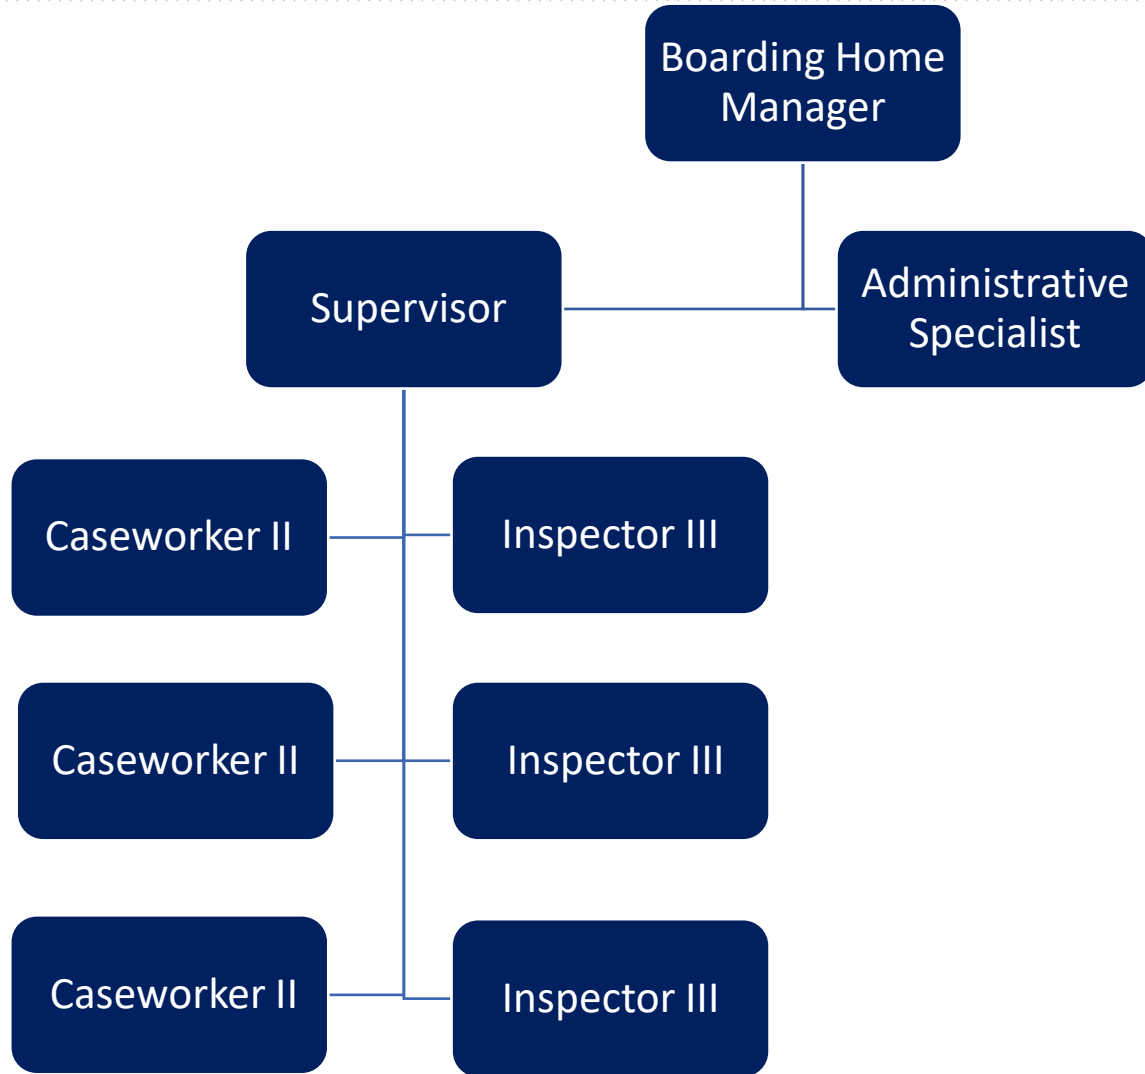 Boarding Home
Manager
Supervisor
Administrative
Specialist
Caseworker II
Inspector III
Caseworker II
Inspector III
Caseworker II
Inspector III